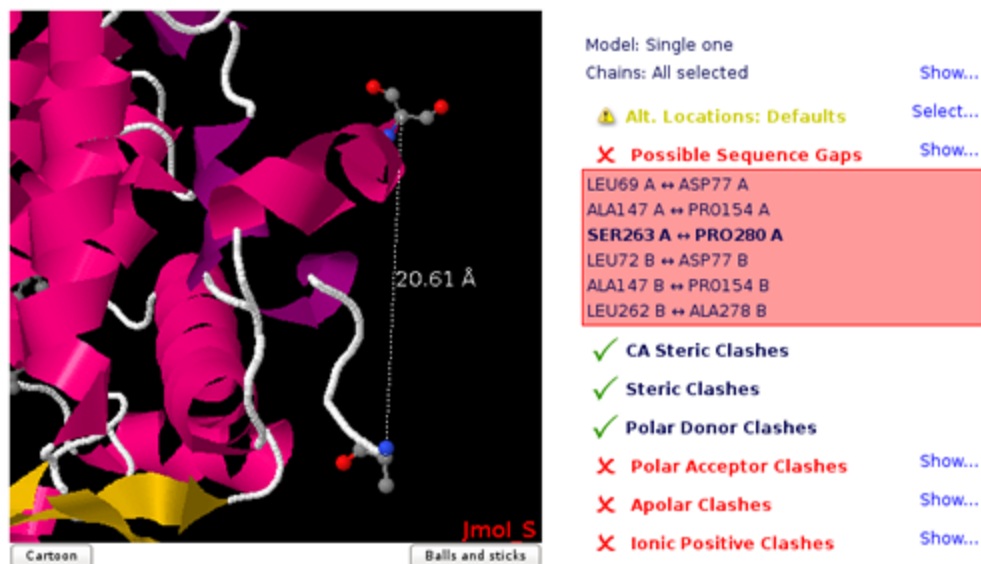 Model: Single one
Chains: All selected Show...
Alt. Locations: Defaults Select...
Possible Sequence Gaps Show...
LEU69 A ↔ ASP77 A
ALA147 A ↔ PRO154 A
SER263 A ↔ PRO280 A
LEU72 B ↔ ASP77 B
ALA147 B ↔ PRO154 B
LEU262 B ↔ ALA278 B
CA Steric Clashes
Steric Clashes
Polar Donor Clashes
Polar Acceptor Clashes Show...
Apolar Clashes Show...
Ionic Positive Clashes Show...
20.61 Å
Jmol_S
Cartoon
Balls and sticks